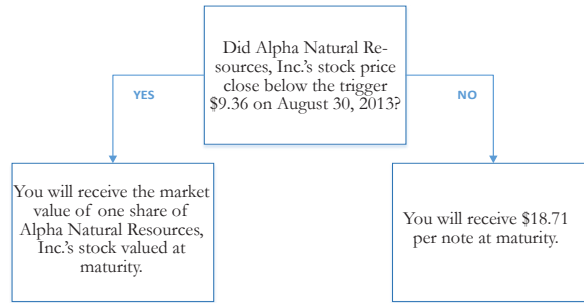 Did Alpha Natural Re-
sources, Inc.'s stock price
close below the trigger
$9.36 on August 30, 2013?
YES
NO
You will receive the market
value of one share of
Alpha Natural Resources,
Inc.'s stock valued at
maturity.
You will receive $18.71
per note at maturity.